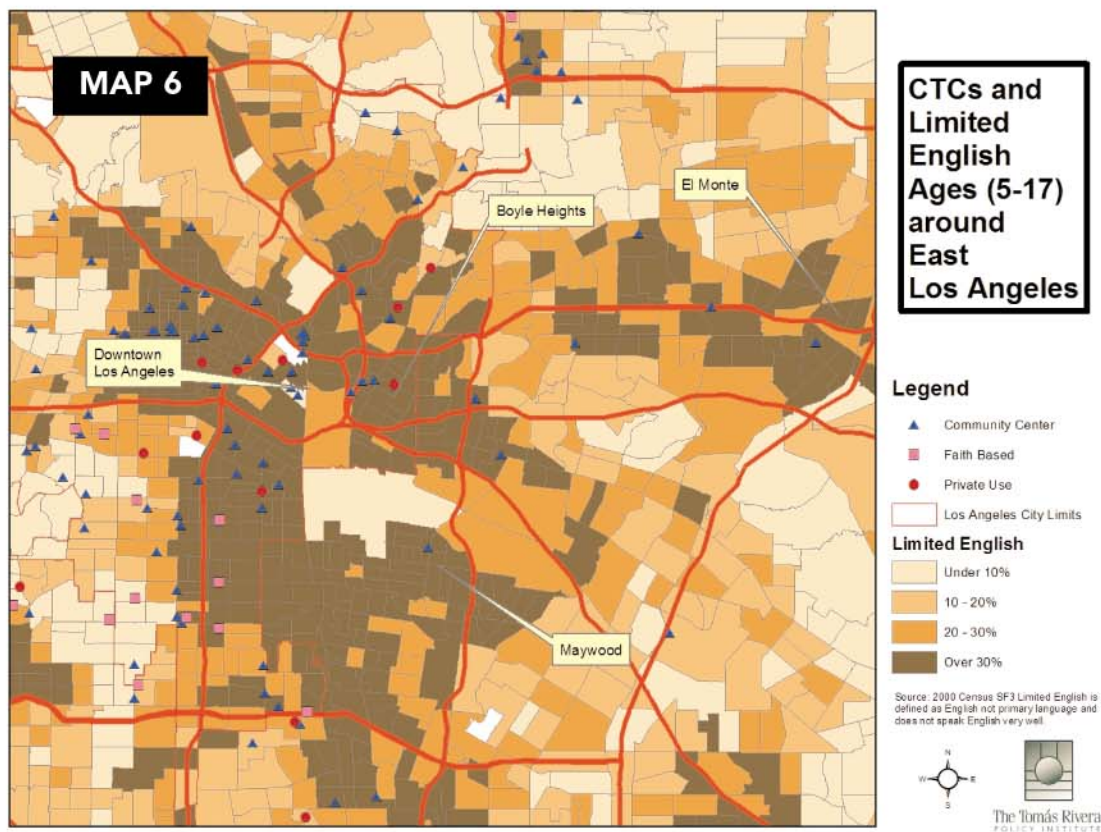 MAP 6
El Monte
Boyle Heights
Downtown
Los Angeles
Maywood
CTCs and
Limited
English
Ages (5-17)
around
East
Los Angeles
Legend
Community Center
Faith Based
Private Use
Los Angeles City Limits
Limited English
Under 10%
10 - 20%
20 - 30%
Over 30%
Source: 2000 Census SF3 Limited English is
defined as English not primary language and
does not speak English very well.
N
W E
S
The Tomás Rivera
POLICY INSTITUTE